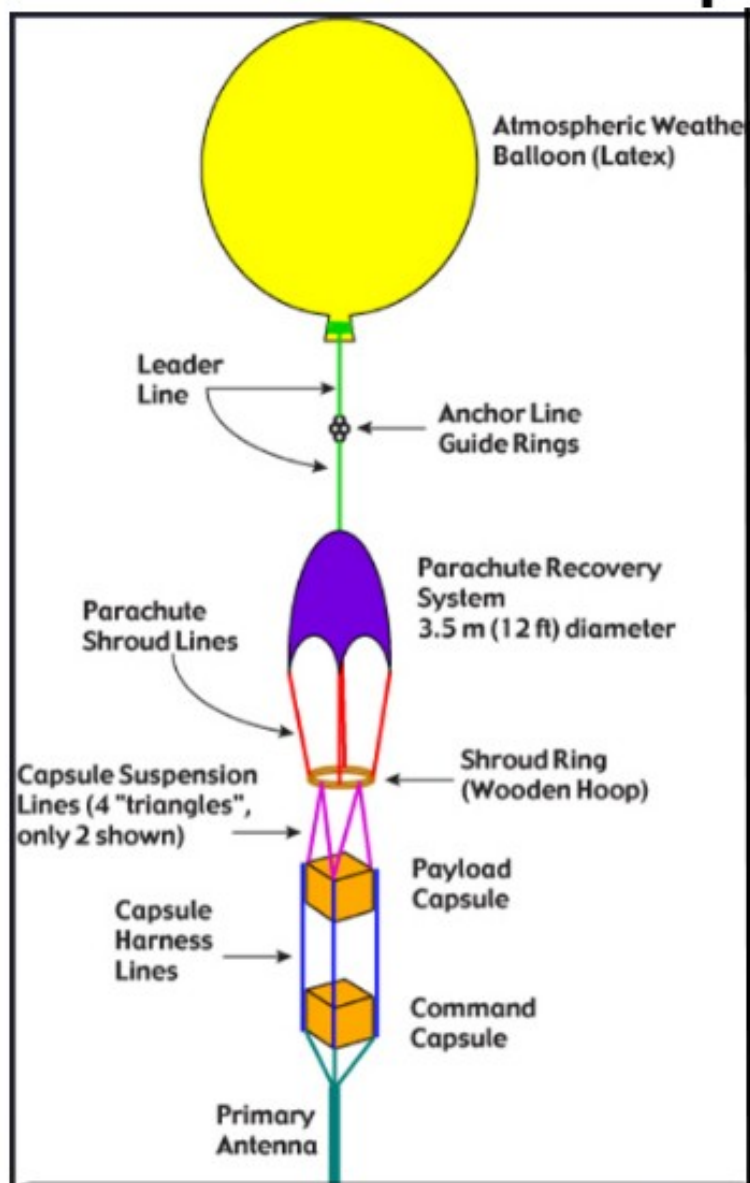 Atmospheric Weathe
Balloon (Latex)
Leader
Line
Anchor Line
Guide Rings
Parachute Recovery
System
3.5 m (12 ft) diameter
Parachute
Shroud Lines
Shroud Ring
(Wooden Hoop)
Capsule Suspension
Lines (4 "triangles",
only 2 shown)
Payload
Capsule
Capsule
Harness
Lines
Command
Capsule
Primary
Antenna